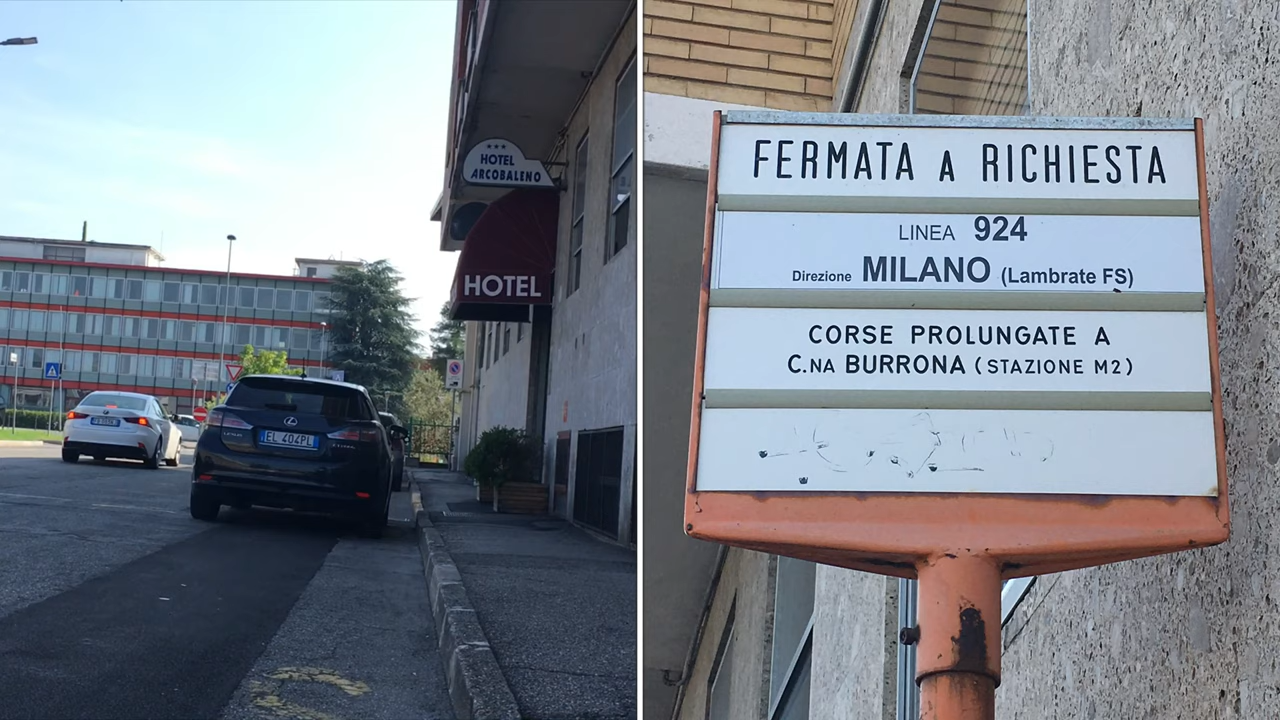 HOTEL
ARCOBALENO
HOTEL
EL 404PL
FERMATA A RICHIESTA
LINEA 924
Direzione MILANO (Lambrate FS)
CORSE PROLUNGATE A
C.NA BURRONA (STAZIONE M2)